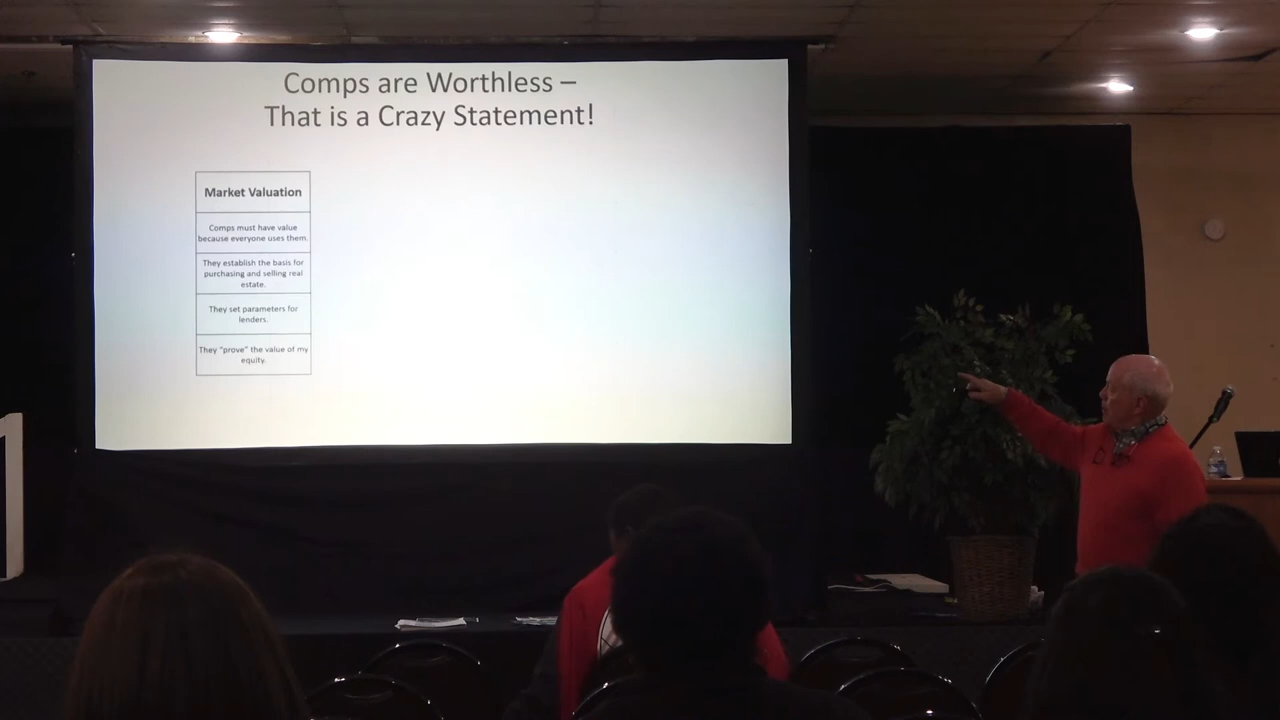 Comps are Worthless –
That is a Crazy Statement!
Market Valuation
Comps must have value
because everyone uses them.
They establish the basis for
purchasing and selling real
estate.
They set parameters for
lenders.
They "prove" the value of my
equity.